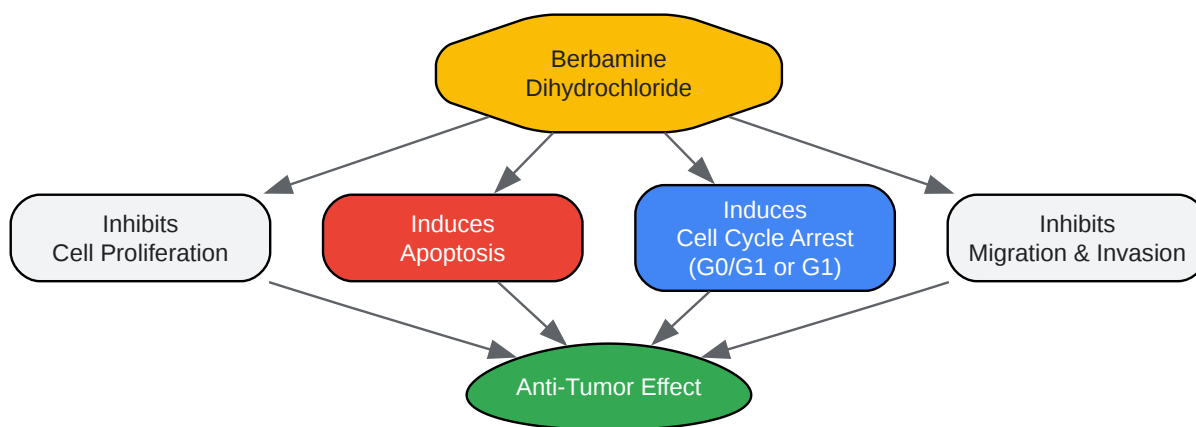 Berbamine
Dihydrochloride
Inhibits
Cell Proliferation
Induces
Apoptosis
Induces
Cell Cycle Arrest
(G0/G1 or G1)
Inhibits
Migration & Invasion
Anti-Tumor Effect